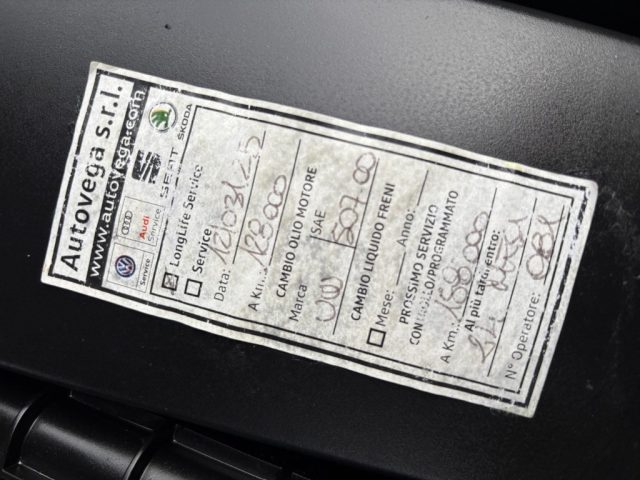 Autovega s.r.l.
www.autovega.com
Service
Audi
Service
SEAT
ŠKODA
LongLife Service
Service
Data: 12/03/25
A Km.: 128000
CAMBIO OLIO MOTORE
Marca SAE
VW 507 00
CAMBIO LIQUIDO FRENI
Mese: Anno:
PROSSIMO SERVIZIO
CONTROLLO/PROGRAMMATO
A Km.: 158000
Al più tardi entro:
N° Operatore: 081